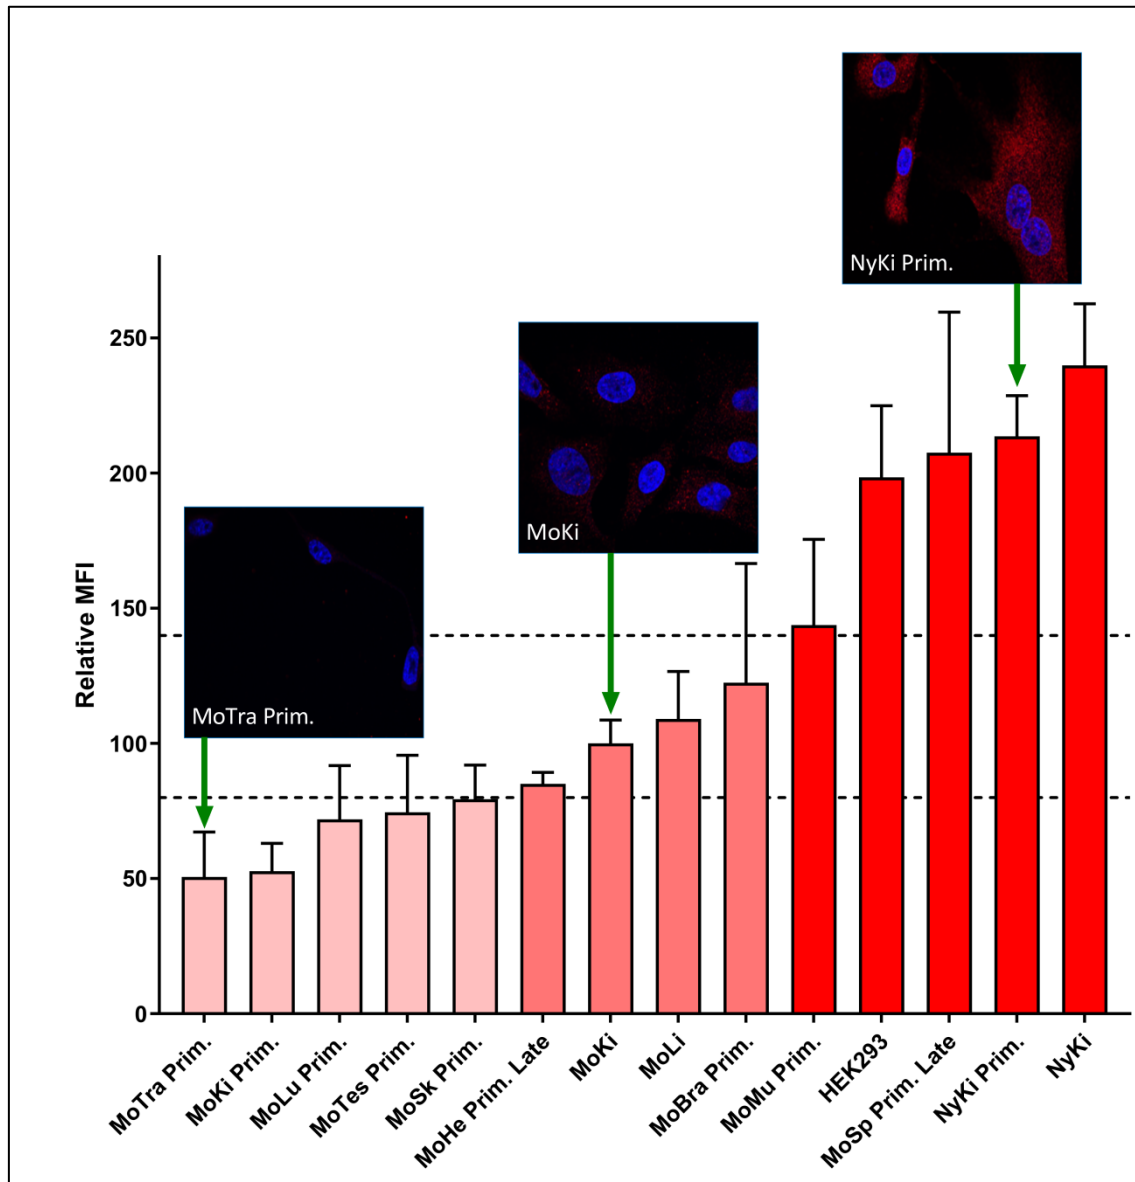 NyKi Prim.
MoKi
MoTra Prim.
Relative MFI
250
200
150
100
50
0
MoTra Prim.
MoKi Prim.
MoLu Prim.
MoTes Prim.
MoSk Prim.
MoHe Prim. Late
MoKi
MoLi
MoBra Prim.
MoMu Prim.
HEK293
MoSp Prim. Late
NyKi Prim.
NyKi